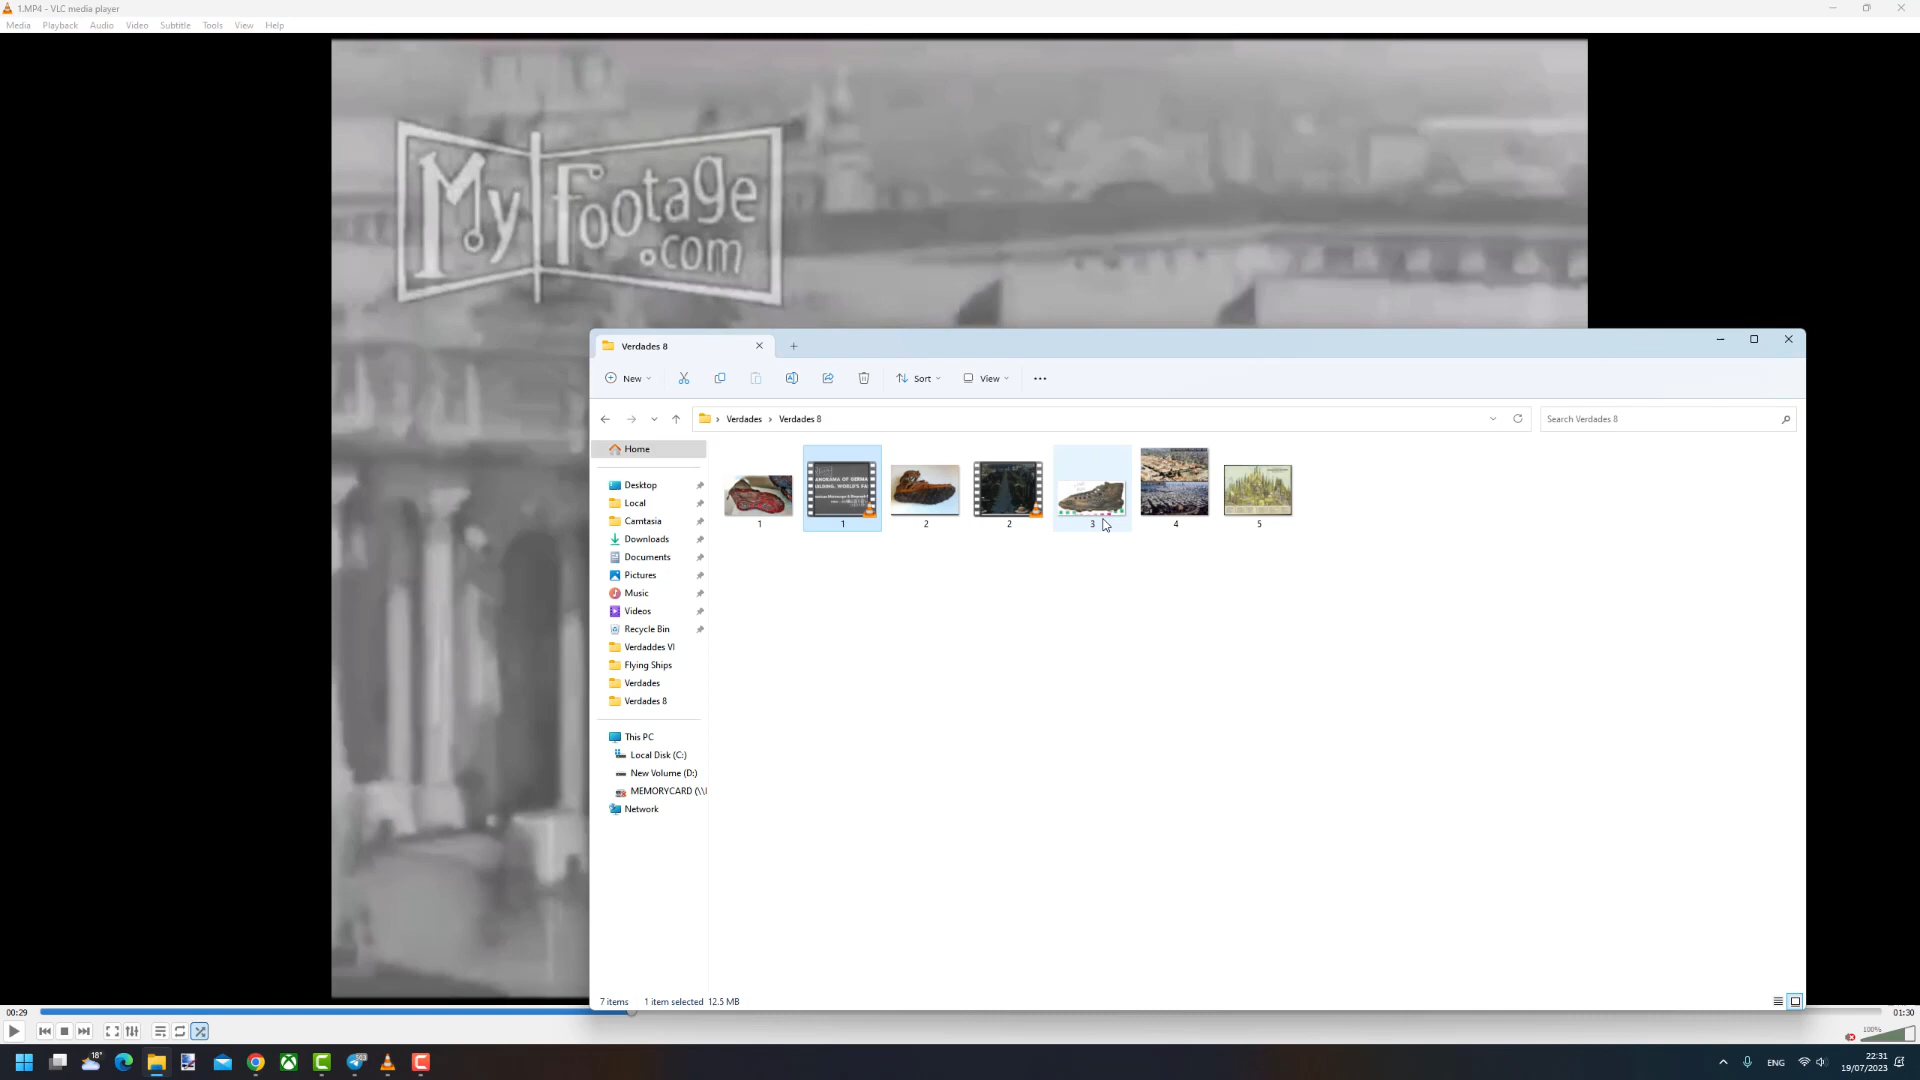 1.MP4 - VLC media player
Media Playback Audio Video Subtitle Tools View Help
My Footage
.com
Verdades 8
New Sort View
Verdades Verdades 8 Search Verdades 8
Home
Desktop
Local
Camtasia
Downloads
Documents
Pictures
Music
Videos
Recycle Bin
Verdaddes VI
Flying Ships
Verdades
Verdades 8
This PC
Local Disk (C:)
New Volume (D:)
MEMORYCARD (\\
Network
1 1 2 2 3 4 5
7 items 1 item selected 12.5 MB
00:29 01:30
100%
18°
ENG
22:31
19/07/2023